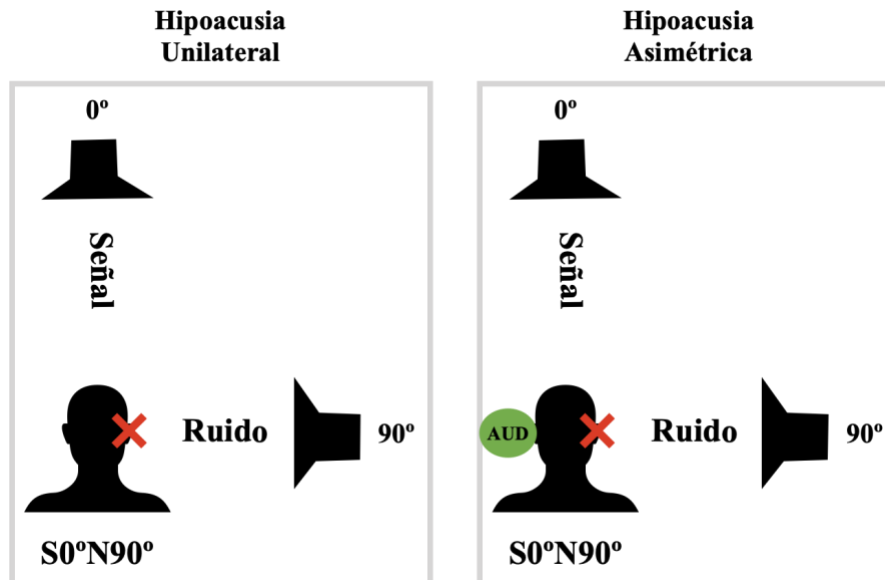 Hipoacusia
Unilateral
0º
Señal
Ruido
90º
S0ºN90º
Hipoacusia
Asimétrica
0º
Señal
AUD
Ruido
90º
S0ºN90º